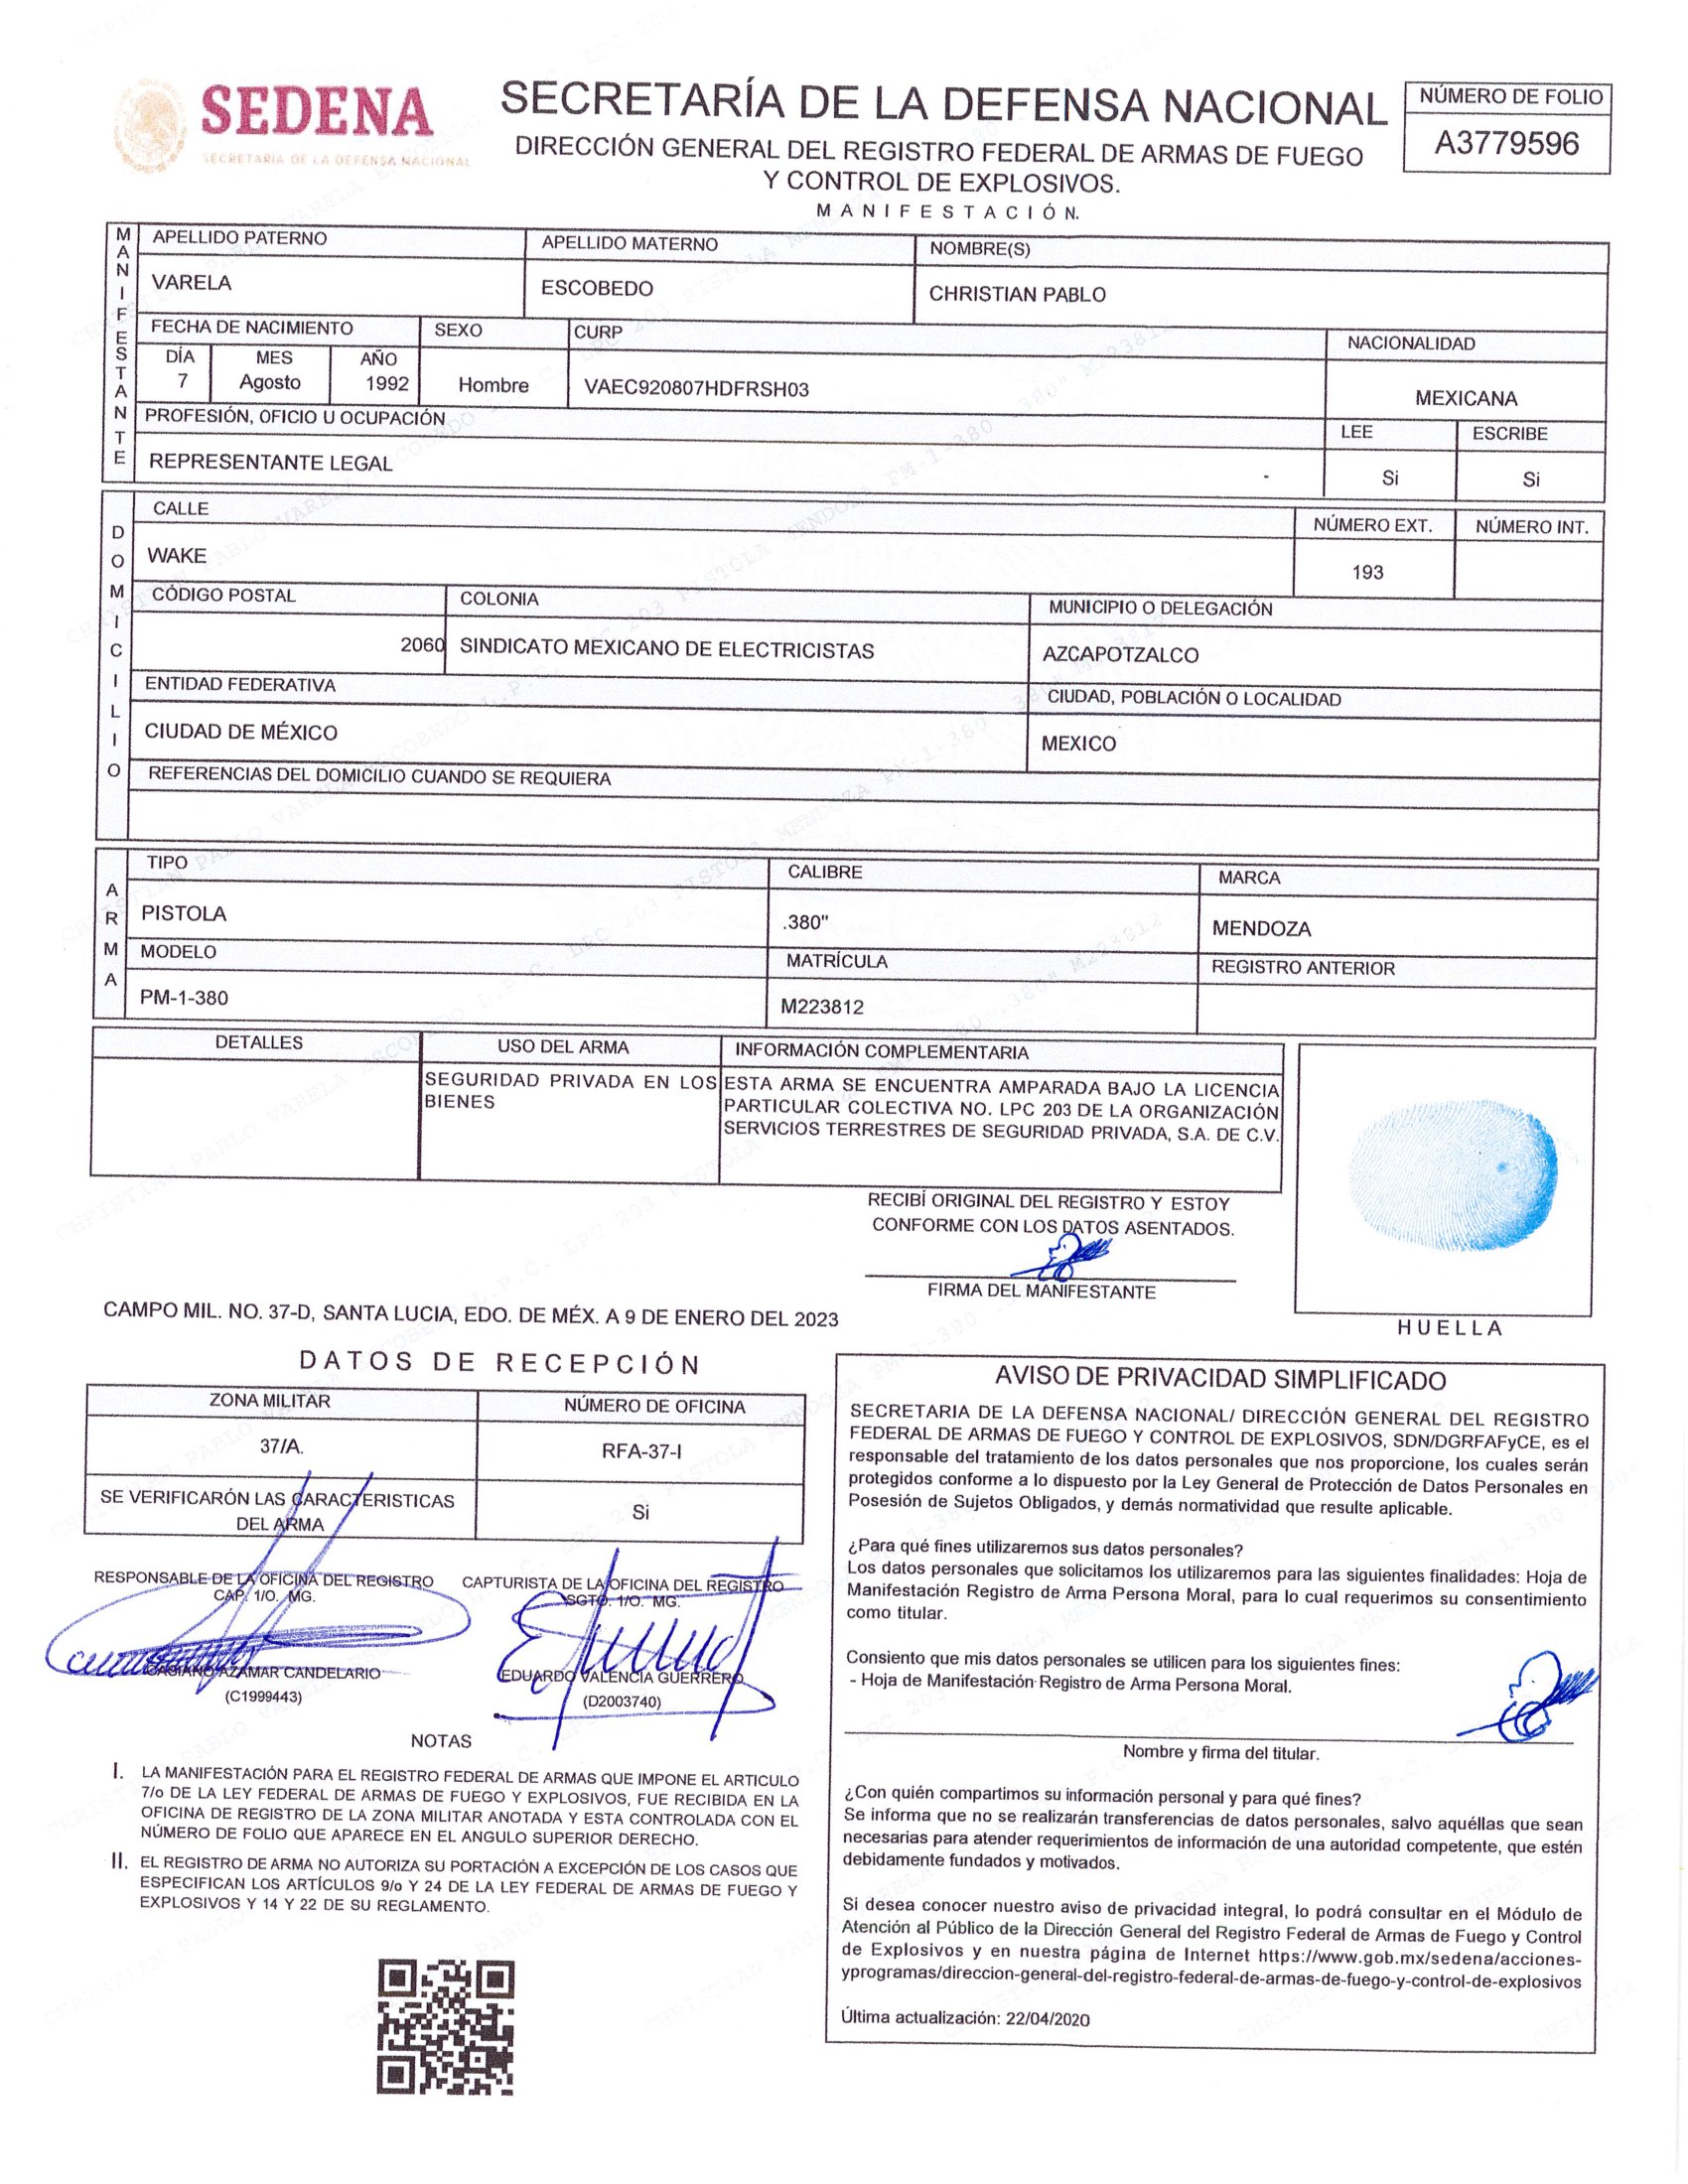 SEDENA
SECRETARÍA DE LA DEFENSA NACIONAL
SECRETARÍA DE LA DEFENSA NACIONAL
DIRECCIÓN GENERAL DEL REGISTRO FEDERAL DE ARMAS DE FUEGO
Y CONTROL DE EXPLOSIVOS.
MANIFESTACIÓN.
NÚMERO DE FOLIO
A3779596
MANIFESTANTE
APELLIDO PATERNO APELLIDO MATERNO NOMBRE(S)
VARELA ESCOBEDO CHRISTIAN PABLO
FECHA DE NACIMIENTO SEXO CURP NACIONALIDAD
DÍA MES AÑO
7 Agosto 1992 Hombre VAEC920807HDFRSH03 MEXICANA
PROFESIÓN, OFICIO U OCUPACIÓN LEE ESCRIBE
REPRESENTANTE LEGAL Si Si
DOMICILIO
CALLE NÚMERO EXT. NÚMERO INT.
WAKE 193
CÓDIGO POSTAL COLONIA MUNICIPIO O DELEGACIÓN
2060 SINDICATO MEXICANO DE ELECTRICISTAS AZCAPOTZALCO
ENTIDAD FEDERATIVA CIUDAD, POBLACIÓN O LOCALIDAD
CIUDAD DE MÉXICO MEXICO
REFERENCIAS DEL DOMICILIO CUANDO SE REQUIERA
ARMA
TIPO CALIBRE MARCA
PISTOLA .380" MENDOZA
MODELO MATRÍCULA REGISTRO ANTERIOR
PM-1-380 M223812
DETALLES USO DEL ARMA INFORMACIÓN COMPLEMENTARIA
SEGURIDAD PRIVADA EN LOS
BIENES
ESTA ARMA SE ENCUENTRA AMPARADA BAJO LA LICENCIA
PARTICULAR COLECTIVA NO. LPC 203 DE LA ORGANIZACIÓN
SERVICIOS TERRESTRES DE SEGURIDAD PRIVADA, S.A. DE C.V.
RECIBÍ ORIGINAL DEL REGISTRO Y ESTOY
CONFORME CON LOS DATOS ASENTADOS.
FIRMA DEL MANIFESTANTE
HUELLA
CAMPO MIL. NO. 37-D, SANTA LUCIA, EDO. DE MÉX. A 9 DE ENERO DEL 2023
DATOS DE RECEPCIÓN
ZONA MILITAR NÚMERO DE OFICINA
37/A. RFA-37-I
SE VERIFICARÓN LAS CARACTERISTICAS
DEL ARMA
Si
RESPONSABLE DE LA OFICINA DEL REGISTRO
CAP. 1/O. MG.
CASIANO AZAMAR CANDELARIO
(C1999443)
CAPTURISTA DE LA OFICINA DEL REGISTRO
SGTO. 1/O. MG.
EDUARDO VALENCIA GUERRERO
(D2003740)
NOTAS
I. LA MANIFESTACIÓN PARA EL REGISTRO FEDERAL DE ARMAS QUE IMPONE EL ARTICULO
7/o DE LA LEY FEDERAL DE ARMAS DE FUEGO Y EXPLOSIVOS, FUE RECIBIDA EN LA
OFICINA DE REGISTRO DE LA ZONA MILITAR ANOTADA Y ESTA CONTROLADA CON EL
NÚMERO DE FOLIO QUE APARECE EN EL ANGULO SUPERIOR DERECHO.
II. EL REGISTRO DE ARMA NO AUTORIZA SU PORTACIÓN A EXCEPCIÓN DE LOS CASOS QUE
ESPECIFICAN LOS ARTÍCULOS 9/o Y 24 DE LA LEY FEDERAL DE ARMAS DE FUEGO Y
EXPLOSIVOS Y 14 Y 22 DE SU REGLAMENTO.
AVISO DE PRIVACIDAD SIMPLIFICADO
SECRETARIA DE LA DEFENSA NACIONAL/ DIRECCIÓN GENERAL DEL REGISTRO
FEDERAL DE ARMAS DE FUEGO Y CONTROL DE EXPLOSIVOS, SDN/DGRFAFyCE, es el
responsable del tratamiento de los datos personales que nos proporcione, los cuales serán
protegidos conforme a lo dispuesto por la Ley General de Protección de Datos Personales en
Posesión de Sujetos Obligados, y demás normatividad que resulte aplicable.
¿Para qué fines utilizaremos sus datos personales?
Los datos personales que solicitamos los utilizaremos para las siguientes finalidades: Hoja de
Manifestación Registro de Arma Persona Moral, para lo cual requerimos su consentimiento
como titular.
Consiento que mis datos personales se utilicen para los siguientes fines:
- Hoja de Manifestación Registro de Arma Persona Moral.
Nombre y firma del titular.
¿Con quién compartimos su información personal y para qué fines?
Se informa que no se realizarán transferencias de datos personales, salvo aquéllas que sean
necesarias para atender requerimientos de información de una autoridad competente, que estén
debidamente fundados y motivados.
Si desea conocer nuestro aviso de privacidad integral, lo podrá consultar en el Módulo de
Atención al Público de la Dirección General del Registro Federal de Armas de Fuego y Control
de Explosivos y en nuestra página de Internet https://www.gob.mx/sedena/acciones-
yprogramas/direccion-general-del-registro-federal-de-armas-de-fuego-y-control-de-explosivos
Última actualización: 22/04/2020